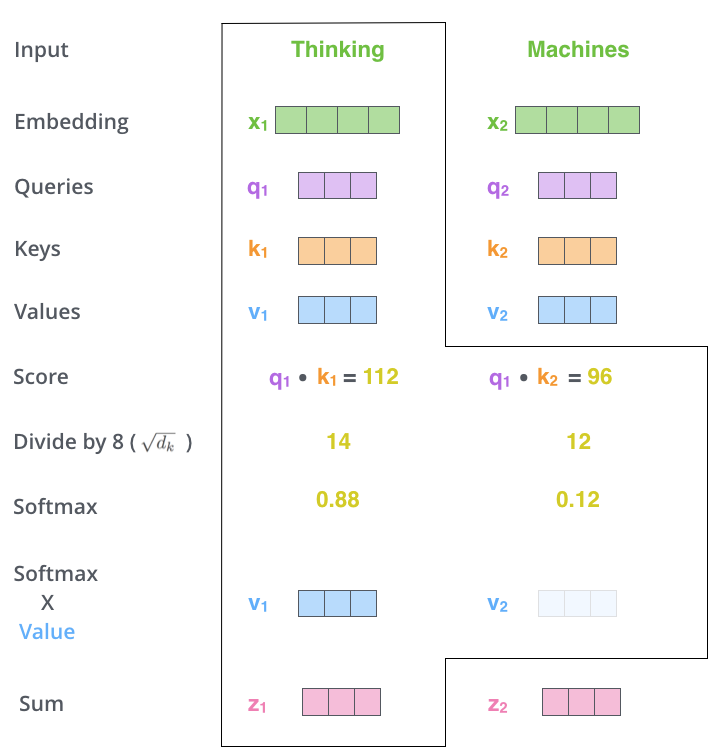 Input Thinking Machines
Embedding x1 x2
Queries q1 q2
Keys k1 k2
Values v1 v2
Score q1 • k1 = 112 q1 • k2 = 96
Divide by 8 ( √dk ) 14 12
Softmax 0.88 0.12
Softmax
X v1 v2
Value
Sum z1 z2